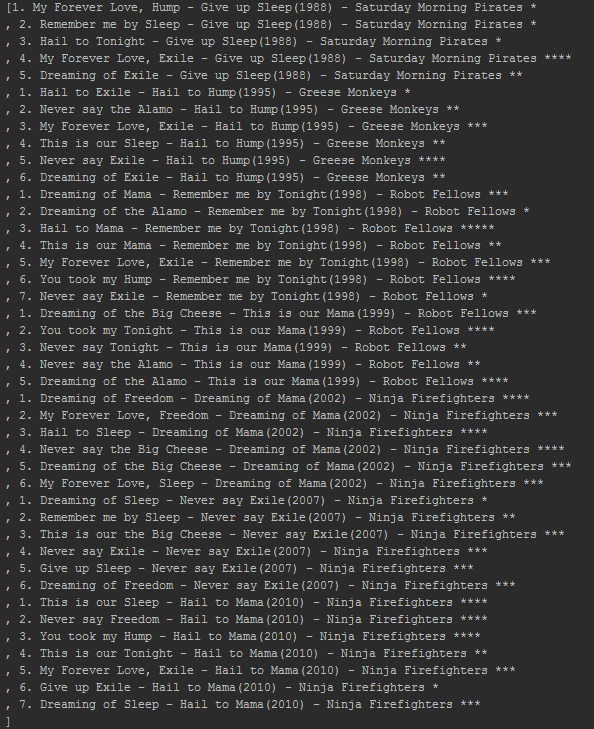 [1. My Forever Love, Hump - Give up Sleep(1988) - Saturday Morning Pirates *
, 2. Remember me by Sleep - Give up Sleep(1988) - Saturday Morning Pirates *
, 3. Hail to Tonight - Give up Sleep(1988) - Saturday Morning Pirates *
, 4. My Forever Love, Exile - Give up Sleep(1988) - Saturday Morning Pirates ****
, 5. Dreaming of Exile - Give up Sleep(1988) - Saturday Morning Pirates **
, 1. Hail to Exile - Hail to Hump(1995) - Greese Monkeys *
, 2. Never say the Alamo - Hail to Hump(1995) - Greese Monkeys **
, 3. My Forever Love, Exile - Hail to Hump(1995) - Greese Monkeys ***
, 4. This is our Sleep - Hail to Hump(1995) - Greese Monkeys **
, 5. Never say Exile - Hail to Hump(1995) - Greese Monkeys ****
, 6. Dreaming of Exile - Hail to Hump(1995) - Greese Monkeys **
, 1. Dreaming of Mama - Remember me by Tonight(1998) - Robot Fellows ***
, 2. Dreaming of the Alamo - Remember me by Tonight(1998) - Robot Fellows *
, 3. Hail to Mama - Remember me by Tonight(1998) - Robot Fellows *****
, 4. This is our Mama - Remember me by Tonight(1998) - Robot Fellows **
, 5. My Forever Love, Exile - Remember me by Tonight(1998) - Robot Fellows ***
, 6. You took my Hump - Remember me by Tonight(1998) - Robot Fellows ****
, 7. Never say Exile - Remember me by Tonight(1998) - Robot Fellows *
, 1. Dreaming of the Big Cheese - This is our Mama(1999) - Robot Fellows ***
, 2. You took my Tonight - This is our Mama(1999) - Robot Fellows ****
, 3. Never say Tonight - This is our Mama(1999) - Robot Fellows **
, 4. Never say the Alamo - This is our Mama(1999) - Robot Fellows **
, 5. Dreaming of the Alamo - This is our Mama(1999) - Robot Fellows ****
, 1. Dreaming of Freedom - Dreaming of Mama(2002) - Ninja Firefighters ****
, 2. My Forever Love, Freedom - Dreaming of Mama(2002) - Ninja Firefighters ***
, 3. Hail to Sleep - Dreaming of Mama(2002) - Ninja Firefighters ****
, 4. Never say the Big Cheese - Dreaming of Mama(2002) - Ninja Firefighters ****
, 5. Dreaming of the Big Cheese - Dreaming of Mama(2002) - Ninja Firefighters ***
, 6. My Forever Love, Sleep - Dreaming of Mama(2002) - Ninja Firefighters ***
, 1. Dreaming of Sleep - Never say Exile(2007) - Ninja Firefighters *
, 2. Remember me by Sleep - Never say Exile(2007) - Ninja Firefighters **
, 3. This is our the Big Cheese - Never say Exile(2007) - Ninja Firefighters ***
, 4. Never say Exile - Never say Exile(2007) - Ninja Firefighters ***
, 5. Give up Sleep - Never say Exile(2007) - Ninja Firefighters ***
, 6. Dreaming of Freedom - Never say Exile(2007) - Ninja Firefighters ***
, 1. This is our Sleep - Hail to Mama(2010) - Ninja Firefighters ****
, 2. Never say Freedom - Hail to Mama(2010) - Ninja Firefighters ****
, 3. You took my Hump - Hail to Mama(2010) - Ninja Firefighters ****
, 4. This is our Tonight - Hail to Mama(2010) - Ninja Firefighters **
, 5. My Forever Love, Exile - Hail to Mama(2010) - Ninja Firefighters ***
, 6. Give up Exile - Hail to Mama(2010) - Ninja Firefighters *
, 7. Dreaming of Sleep - Hail to Mama(2010) - Ninja Firefighters ***
]